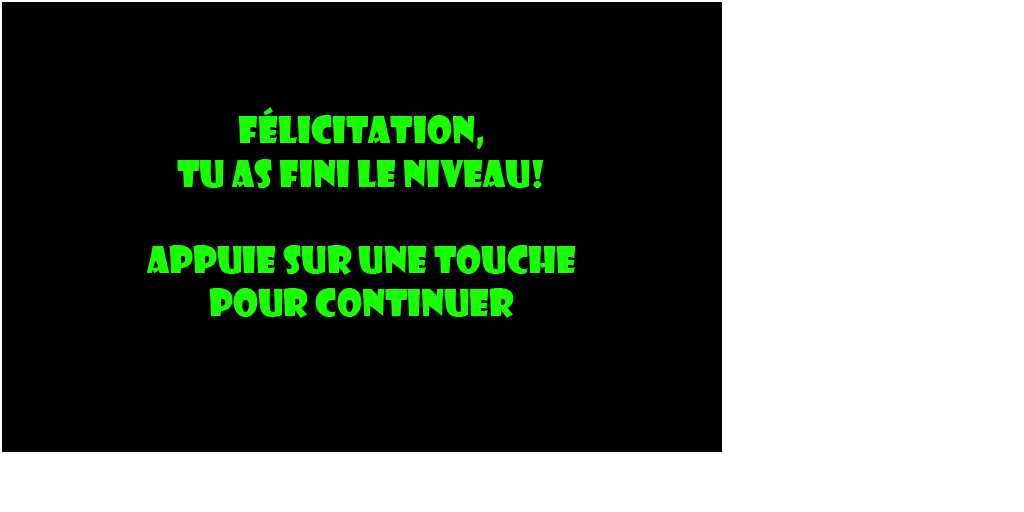 FÉLICITATION,
TU AS FINI LE NIVEAU!
APPUIE SUR UNE TOUCHE
POUR CONTINUER